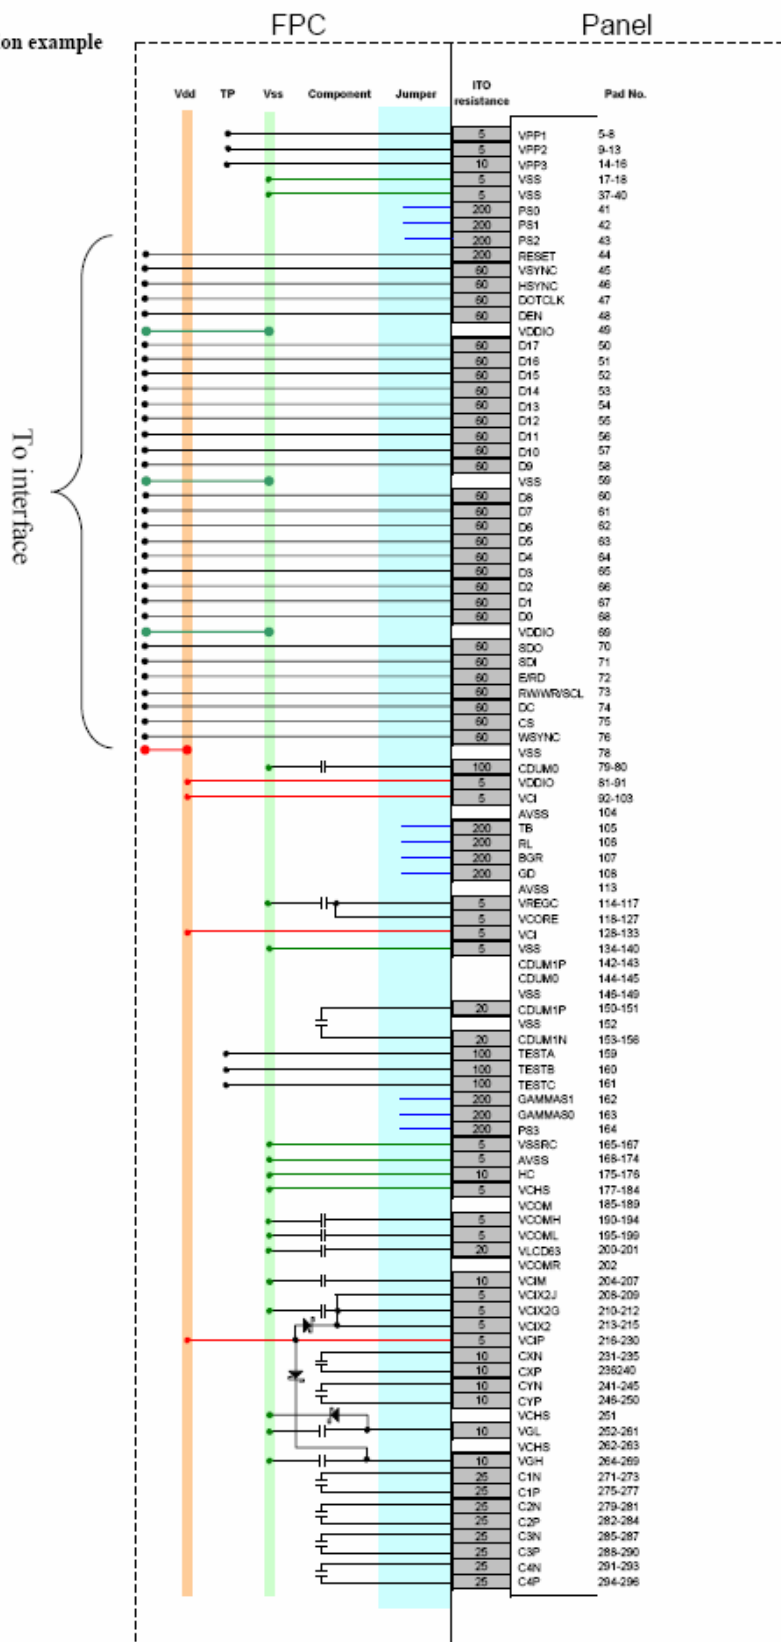 FPC Panel
on example
Vdd TP Vss Component Jumper ITO resistance Pad No.
5 VPP1 5-8
5 VPP2 9-13
10 VPP3 14-16
5 VSS 17-18
5 VSS 37-40
200 PS0 41
200 PS1 42
200 PS2 43
200 RESET 44
60 VSYNC 45
60 HSYNC 46
60 DOTCLK 47
60 DEN 48
VDDIO 49
60 D17 50
60 D16 51
60 D15 52
60 D14 53
60 D13 54
60 D12 55
60 D11 56
60 D10 57
60 D9 58
VSS 59
60 D8 60
60 D7 61
60 D6 62
60 D5 63
60 D4 64
60 D3 65
60 D2 66
60 D1 67
60 D0 68
VDDIO 69
60 SDO 70
60 SDI 71
60 E/RD 72
60 RW/WR/SCL 73
60 DC 74
60 CS 75
60 WSYNC 76
VSS 78
100 CDUM0 79-80
5 VDDIO 81-91
5 VCI 92-103
AVSS 104
200 TB 105
200 RL 106
200 BGR 107
200 GD 108
AVSS 113
5 VREGC 114-117
5 VCORE 118-127
5 VCI 128-133
5 VSS 134-140
CDUM1P 142-143
CDUM0 144-145
VSS 146-149
20 CDUM1P 150-151
VSS 152
20 CDUM1N 153-156
100 TESTA 159
100 TESTB 160
100 TESTC 161
200 GAMMAS1 162
200 GAMMAS0 163
200 PS3 164
5 VSSRC 165-167
5 AVSS 168-174
10 HC 175-176
5 VCHS 177-184
VCOM 185-189
5 VCOMH 190-194
5 VCOML 195-199
20 VLCD63 200-201
VCOMR 202
10 VCIM 204-207
5 VCIX2J 208-209
5 VCIX2G 210-212
5 VCIX2 213-215
5 VCIP 216-230
10 CXN 231-235
10 CXP 236240
10 CYN 241-245
10 CYP 246-250
VCHS 251
10 VGL 252-261
VCHS 262-263
10 VGH 264-269
25 C1N 271-273
25 C1P 275-277
25 C2N 279-281
25 C2P 282-284
25 C3N 285-287
25 C3P 288-290
25 C4N 291-293
25 C4P 294-296
To interface